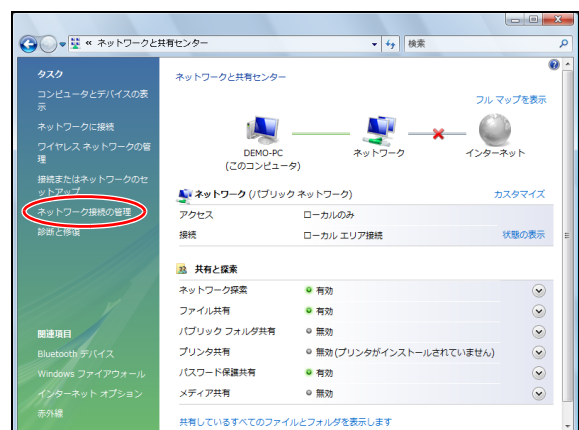 « ネットワークと共有センター
検索
タスク
コンピュータとデバイスの表
示
ネットワークに接続
ワイヤレス ネットワークの管
理
接続またはネットワークのセ
ットアップ
ネットワーク接続の管理
診断と修復
関連項目
Bluetooth デバイス
Windows ファイアウォール
インターネット オプション
赤外線
ネットワークと共有センター
フル マップを表示
DEMO-PC
(このコンピュータ)
ネットワーク
インターネット
ネットワーク (パブリック ネットワーク) カスタマイズ
アクセス ローカルのみ
接続 ローカル エリア接続 状態の表示
共有と探索
ネットワーク探索 有効
ファイル共有 有効
パブリック フォルダ共有 無効
プリンタ共有 無効(プリンタがインストールされていません)
パスワード保護共有 有効
メディア共有 無効
共有しているすべてのファイルとフォルダを表示します